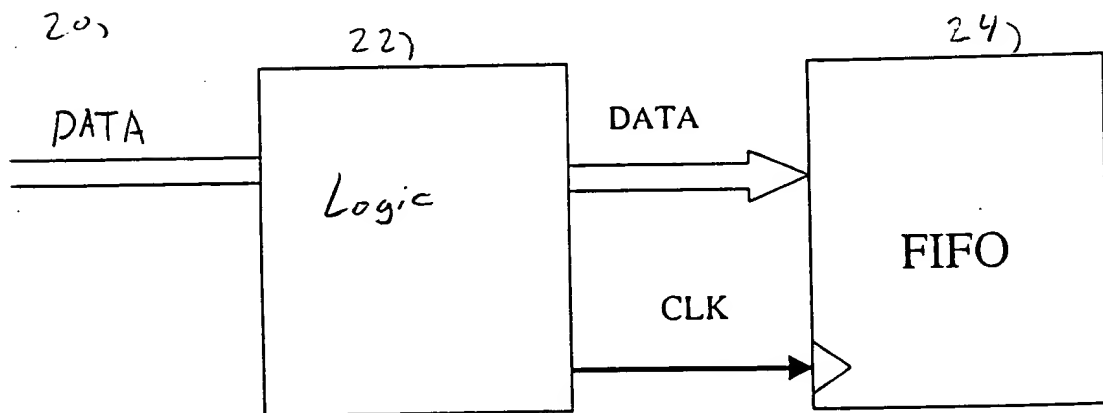 20)
22)
24)
DATA
DATA
Logic
FIFO
CLK